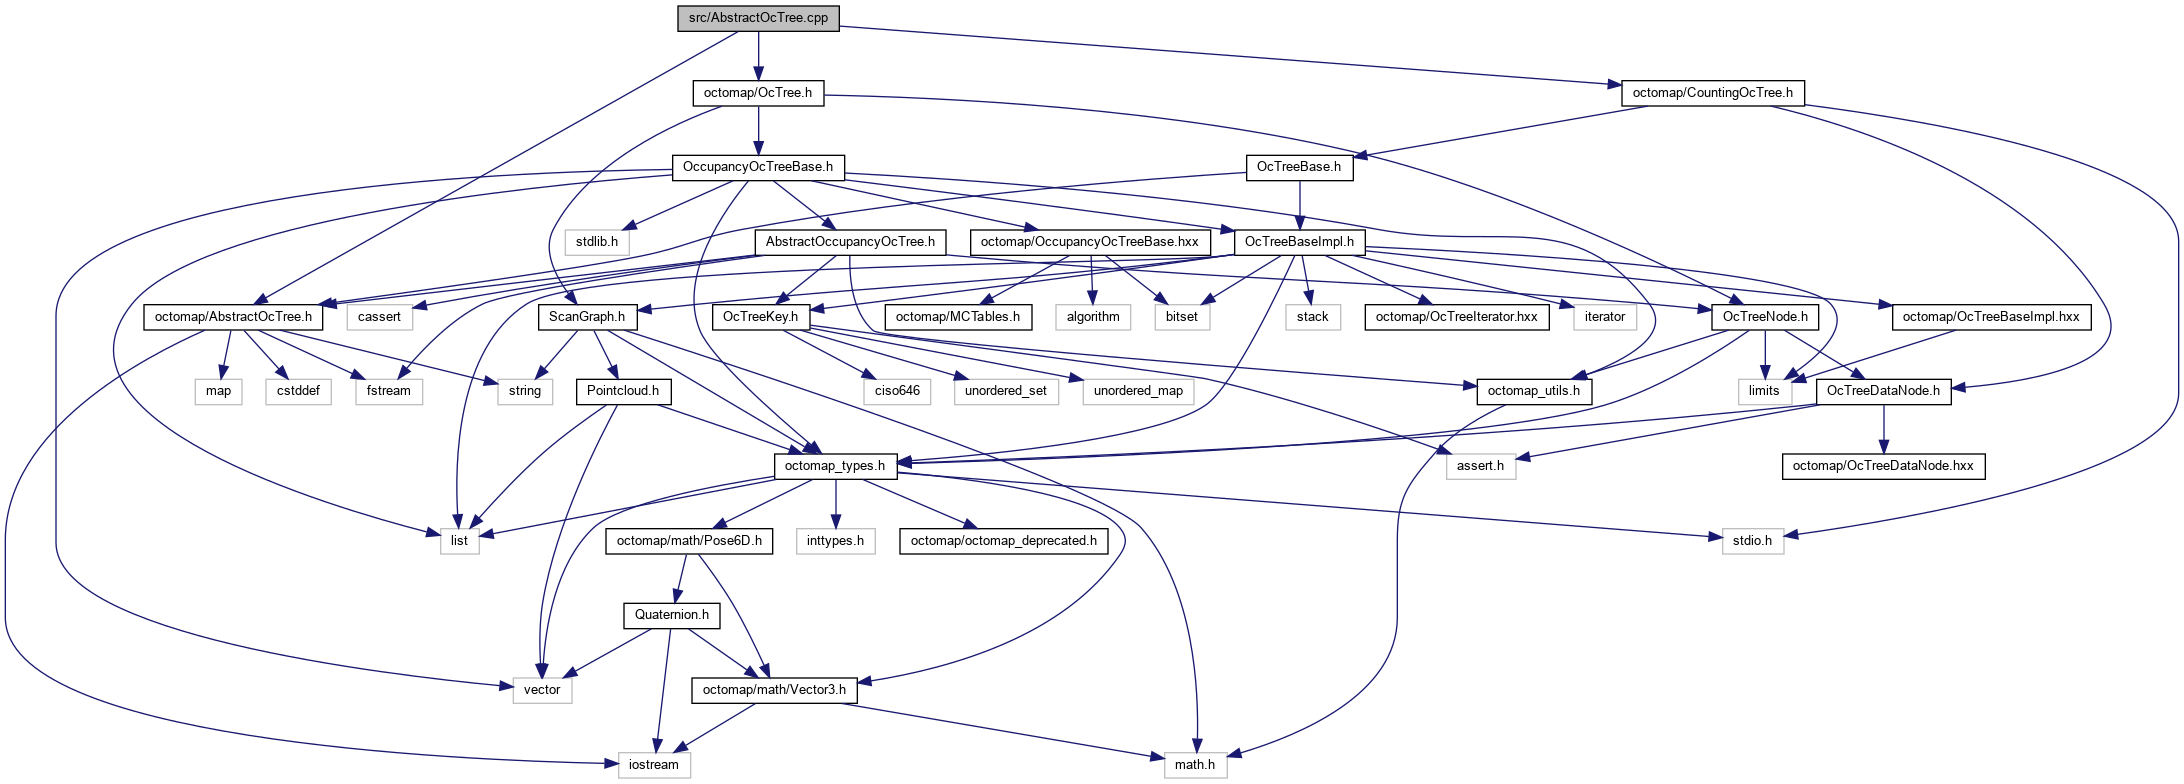 src/AbstractOcTree.cpp
octomap/OcTree.h
octomap/CountingOcTree.h
OccupancyOcTreeBase.h
OcTreeBase.h
stdlib.h
AbstractOccupancyOcTree.h
octomap/OccupancyOcTreeBase.hxx
OcTreeBaseImpl.h
octomap/AbstractOcTree.h
cassert
ScanGraph.h
OcTreeKey.h
octomap/MCTables.h
algorithm
bitset
stack
octomap/OcTreeIterator.hxx
iterator
OcTreeNode.h
octomap/OcTreeBaseImpl.hxx
map
cstddef
fstream
string
Pointcloud.h
ciso646
unordered_set
unordered_map
octomap_utils.h
limits
OcTreeDataNode.h
octomap_types.h
assert.h
octomap/OcTreeDataNode.hxx
list
octomap/math/Pose6D.h
inttypes.h
octomap/octomap_deprecated.h
stdio.h
Quaternion.h
vector
octomap/math/Vector3.h
iostream
math.h